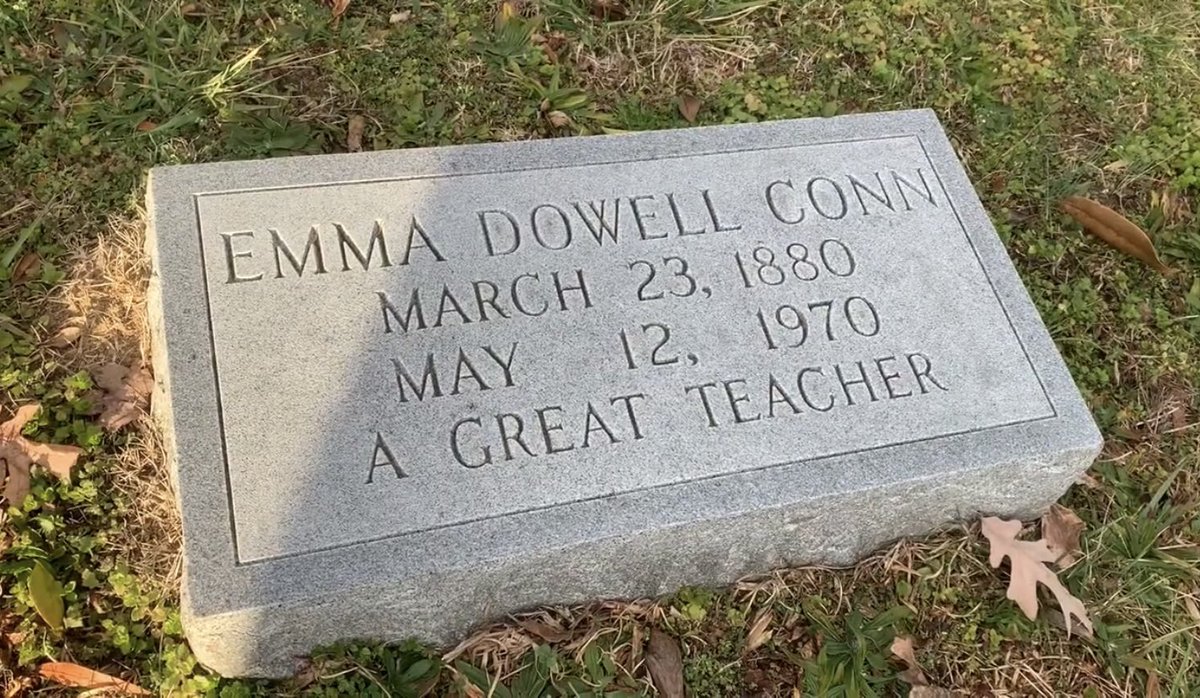 EMMA DOWELL CONN
MARCH 23, 1880
MAY 12, 1970
A GREAT TEACHER